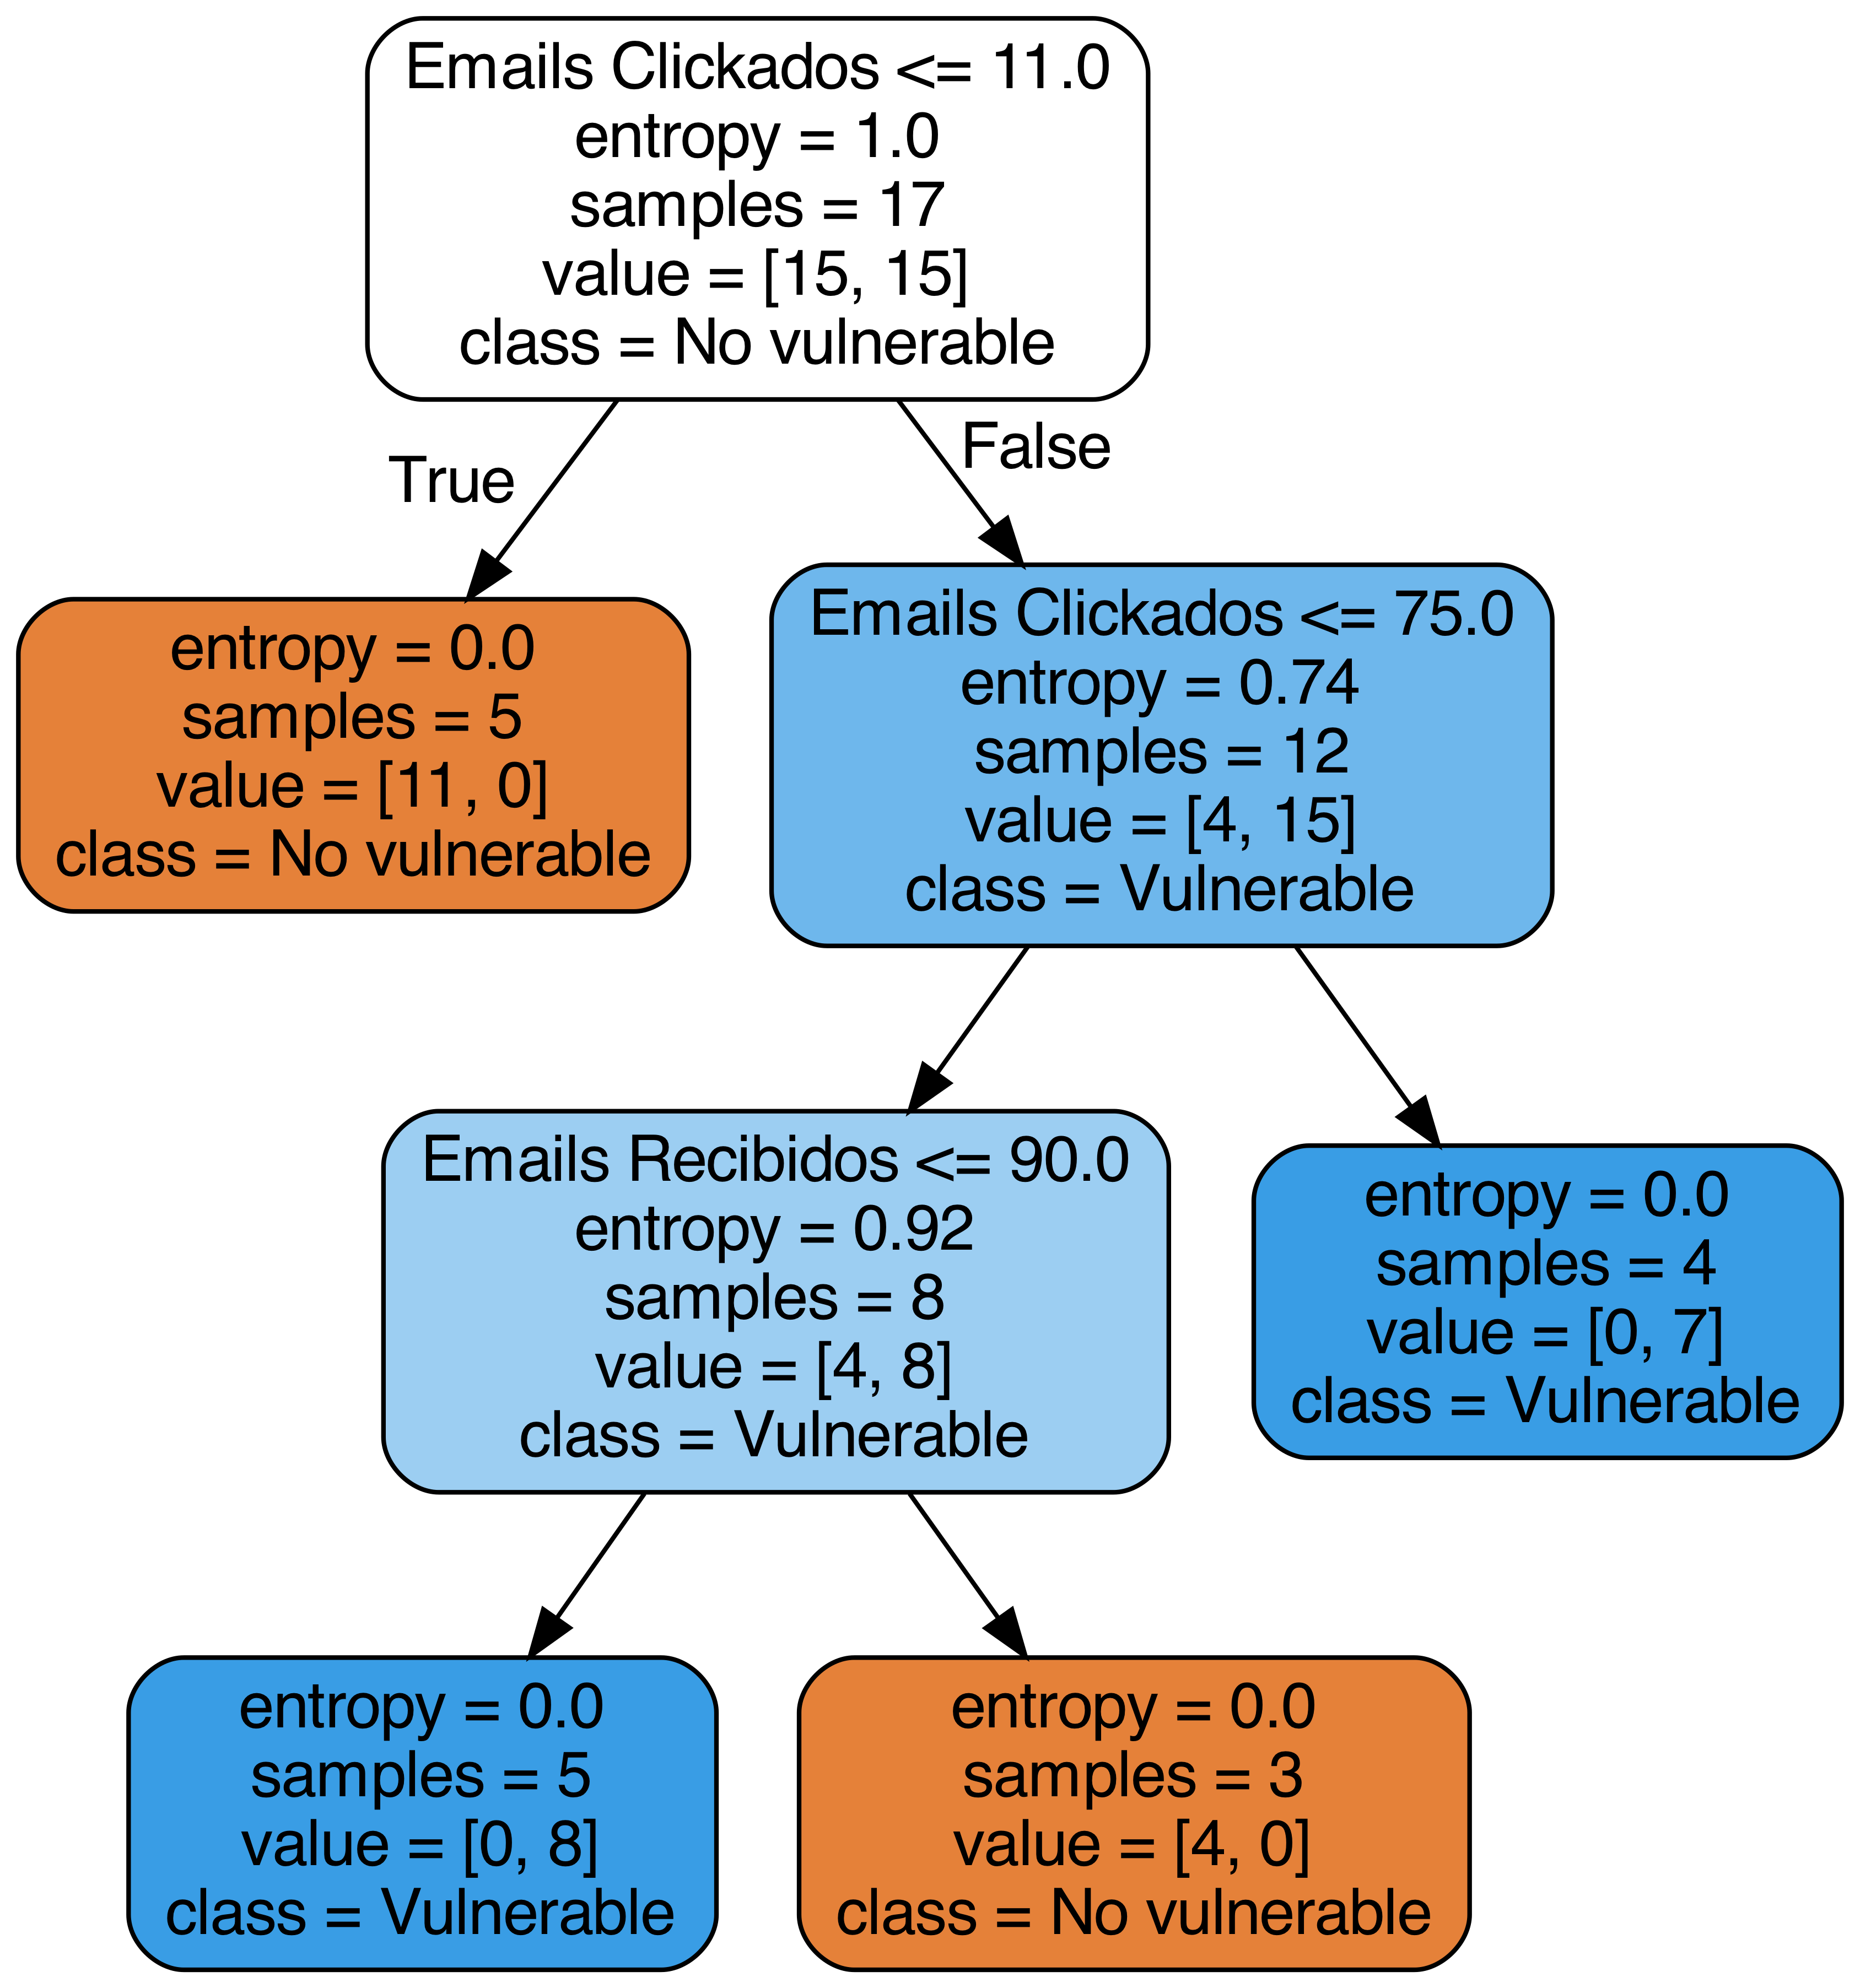 Emails Clickados <= 11.0
entropy = 1.0
samples = 17
value = [15, 15]
class = No vulnerable
True
False
entropy = 0.0
samples = 5
value = [11, 0]
class = No vulnerable
Emails Clickados <= 75.0
entropy = 0.74
samples = 12
value = [4, 15]
class = Vulnerable
Emails Recibidos <= 90.0
entropy = 0.92
samples = 8
value = [4, 8]
class = Vulnerable
entropy = 0.0
samples = 4
value = [0, 7]
class = Vulnerable
entropy = 0.0
samples = 5
value = [0, 8]
class = Vulnerable
entropy = 0.0
samples = 3
value = [4, 0]
class = No vulnerable